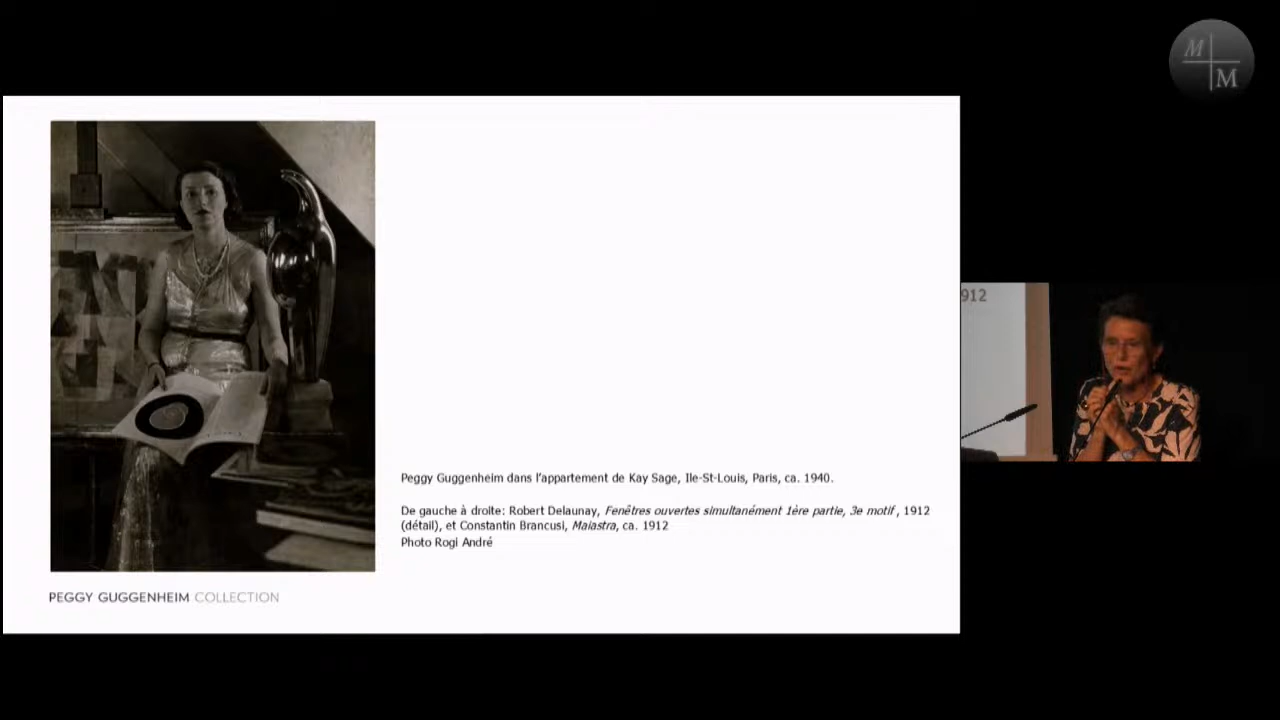 M
M
912
Peggy Guggenheim dans l'appartement de Kay Sage, Ile-St-Louis, Paris, ca. 1940.
De gauche à droite: Robert Delaunay, Fenêtres ouvertes simultanément 1ère partie, 3e motif , 1912
(détail), et Constantin Brancusi, Maiastra, ca. 1912
Photo Rogi André
PEGGY GUGGENHEIM COLLECTION